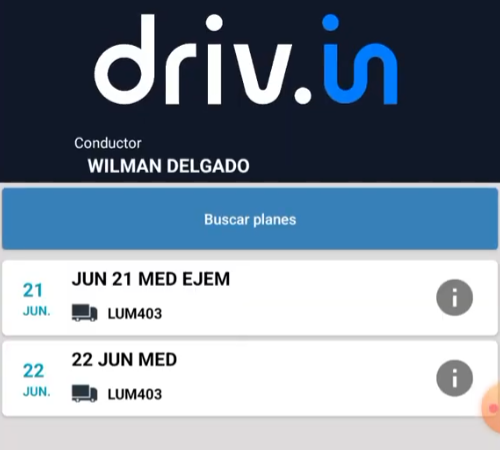 driv.in
Conductor
WILMAN DELGADO
Buscar planes
21
JUN.
JUN 21 MED EJEM
LUM403
22
JUN.
22 JUN MED
LUM403